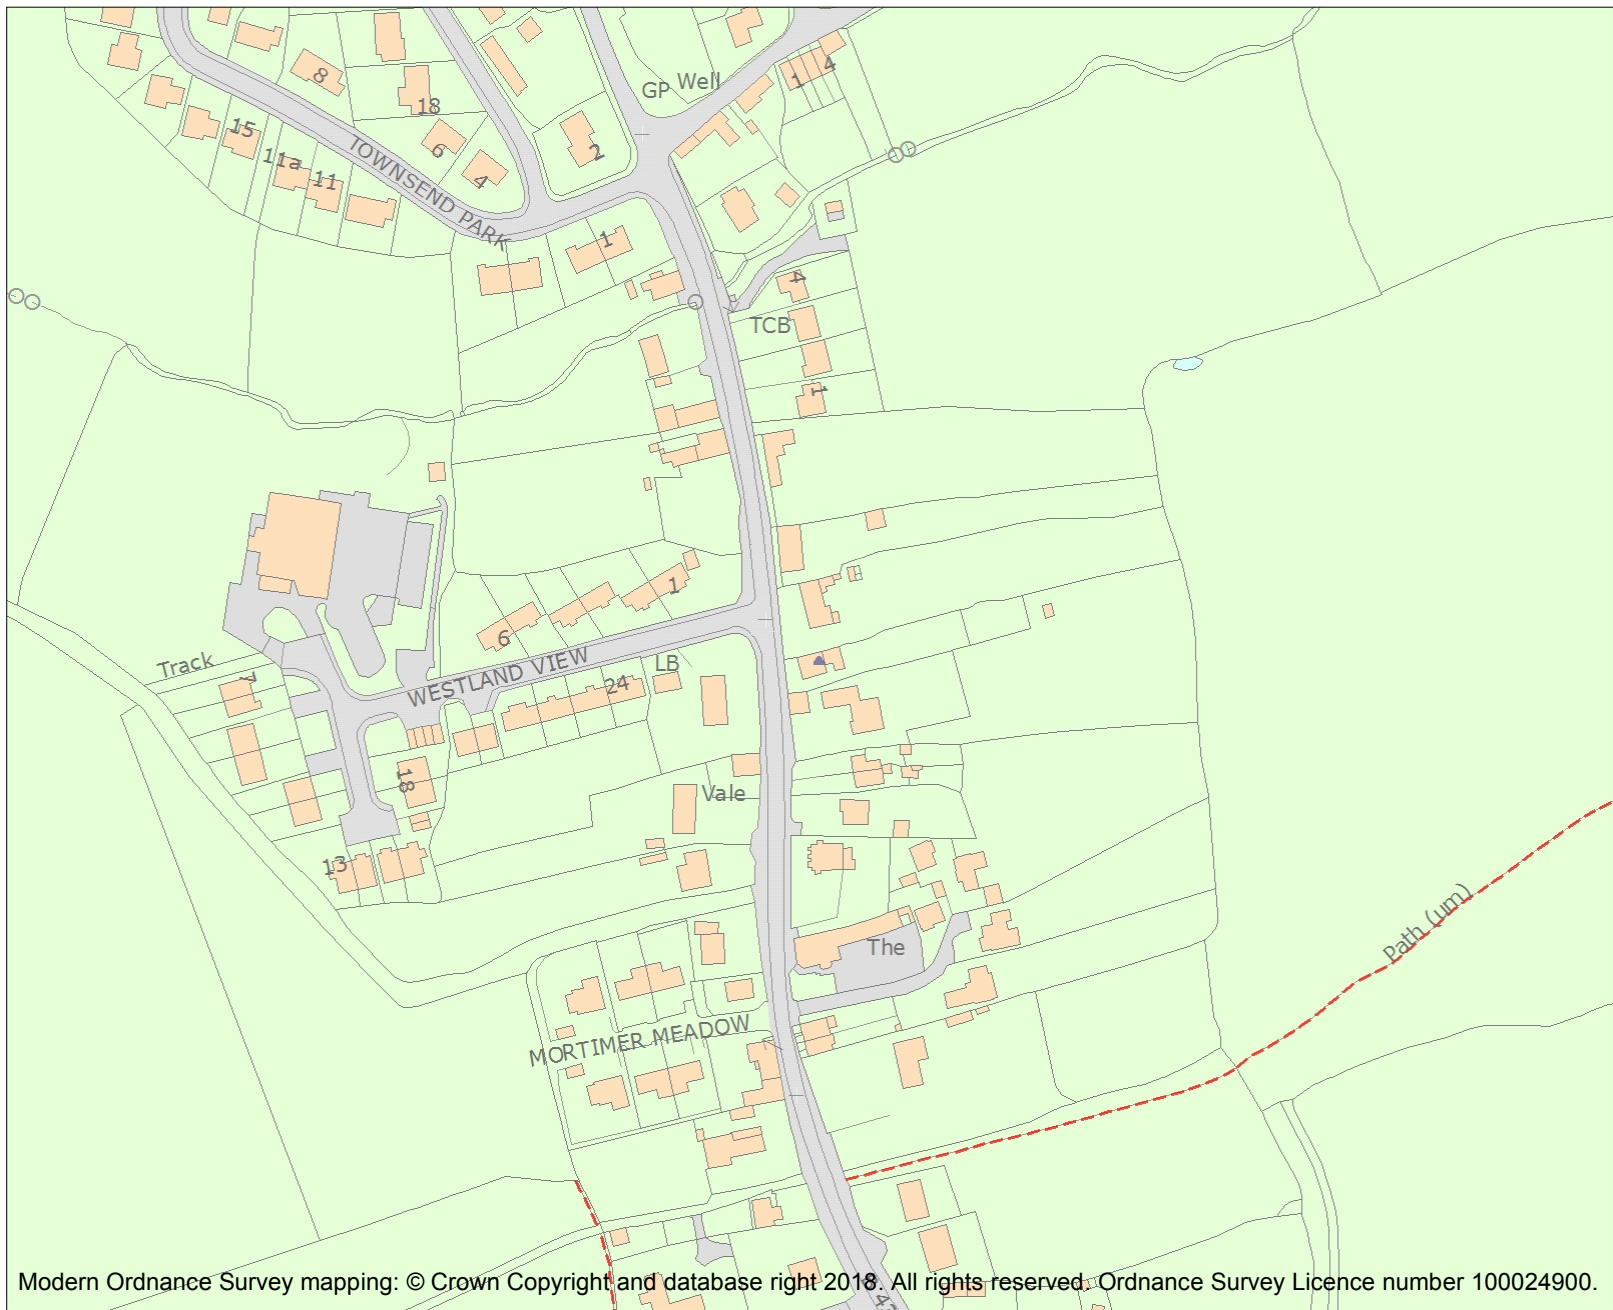 GP Well
4
1
8
18
15
6
2
11a
TOWNSEND PARK
11
4
1
4
TCB
1
1
6
Track
LB
7
WESTLAND VIEW
24
18
Vale
13
The
Path (um)
MORTIMER MEADOW
Modern Ordnance Survey mapping: © Crown Copyright and database right 2018. All rights reserved. Ordnance Survey Licence number 100024900.